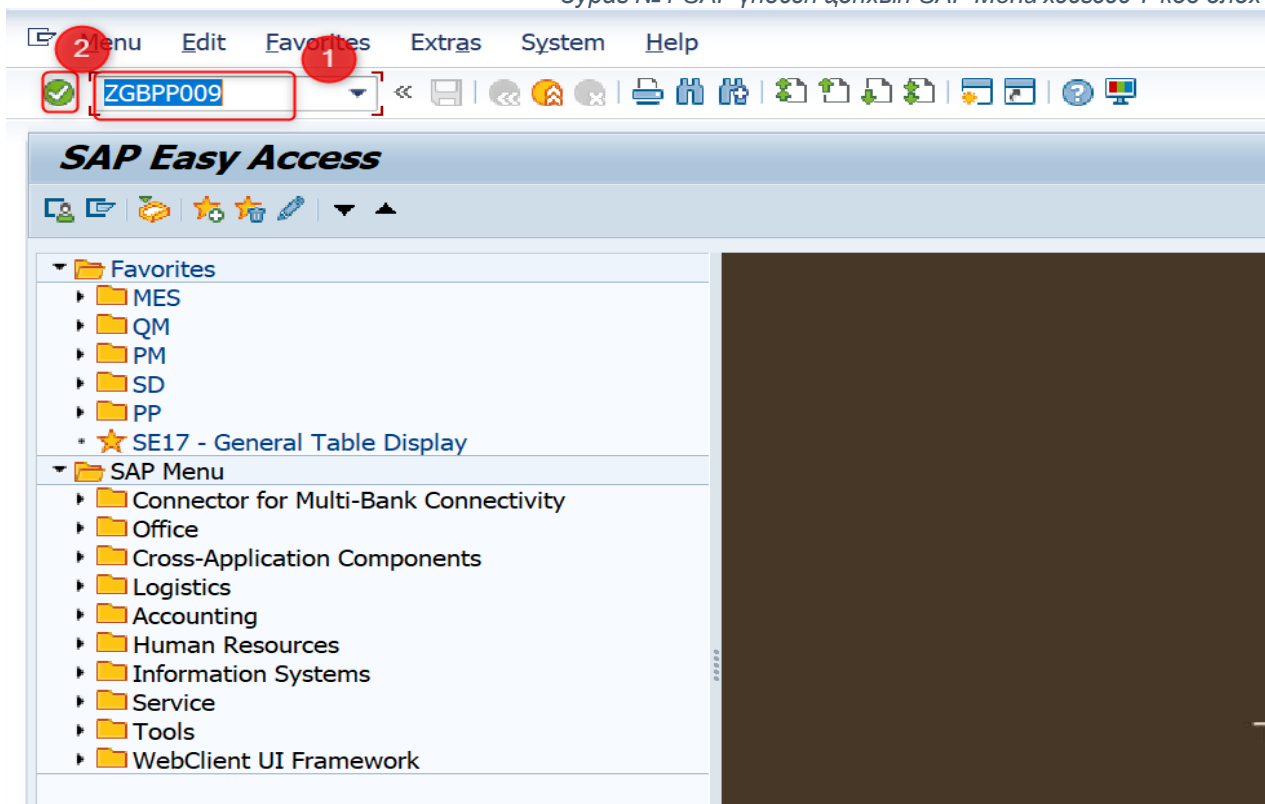 SAP
SAP
Menu Edit Favorites Extras System Help
2
1
ZGBPP009
SAP Easy Access
Favorites
MES
QM
PM
SD
PP
SE17 - General Table Display
SAP Menu
Connector for Multi-Bank Connectivity
Office
Cross-Application Components
Logistics
Accounting
Human Resources
Information Systems
Service
Tools
WebClient UI Framework